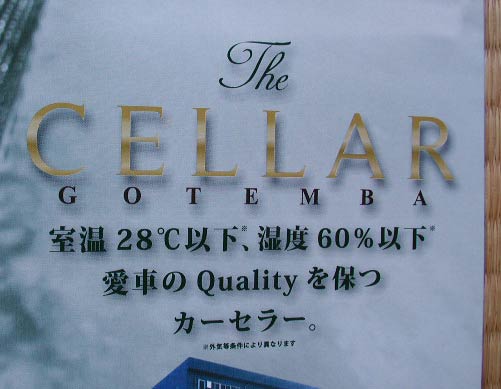 The
CELLAR
GOTEMBA
室温 28℃以下※、湿度 60%以下※
愛車の Quality を保つ
カーセラー。
※外気等条件により異なります